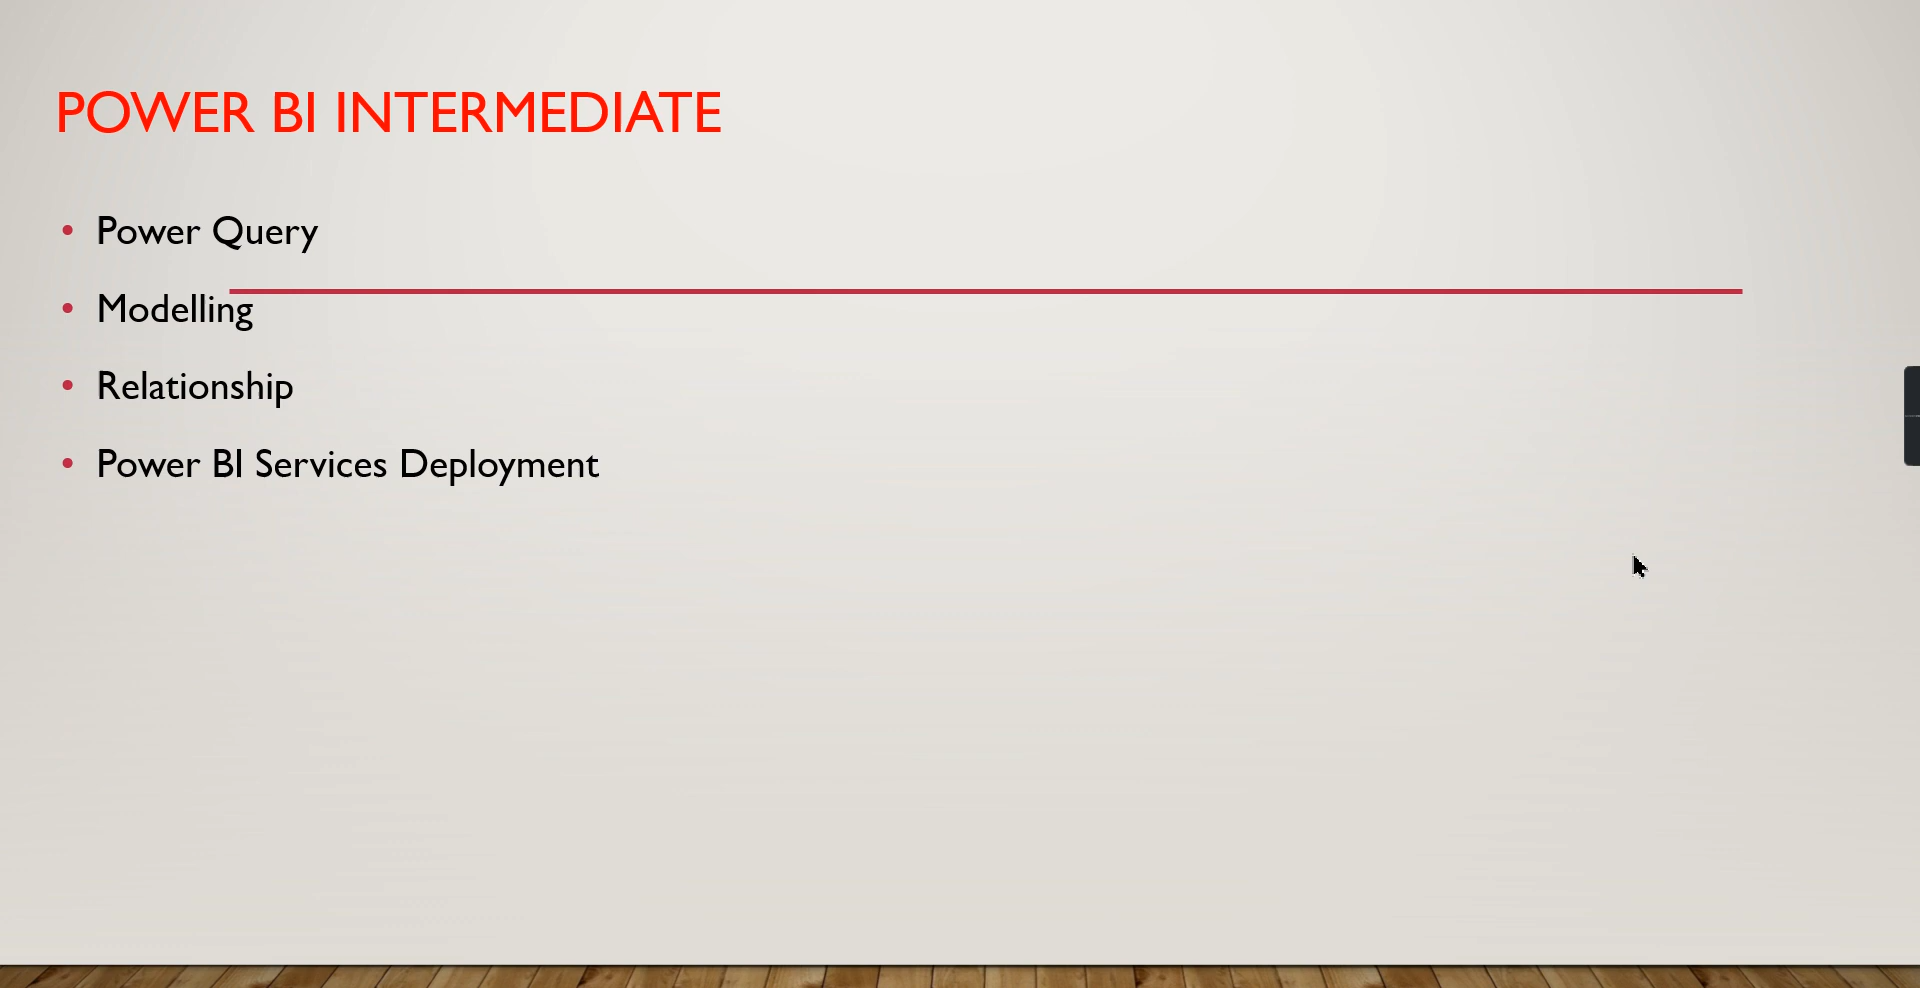 POWER BI INTERMEDIATE
• Power Query
• Modelling
• Relationship
• Power BI Services Deployment